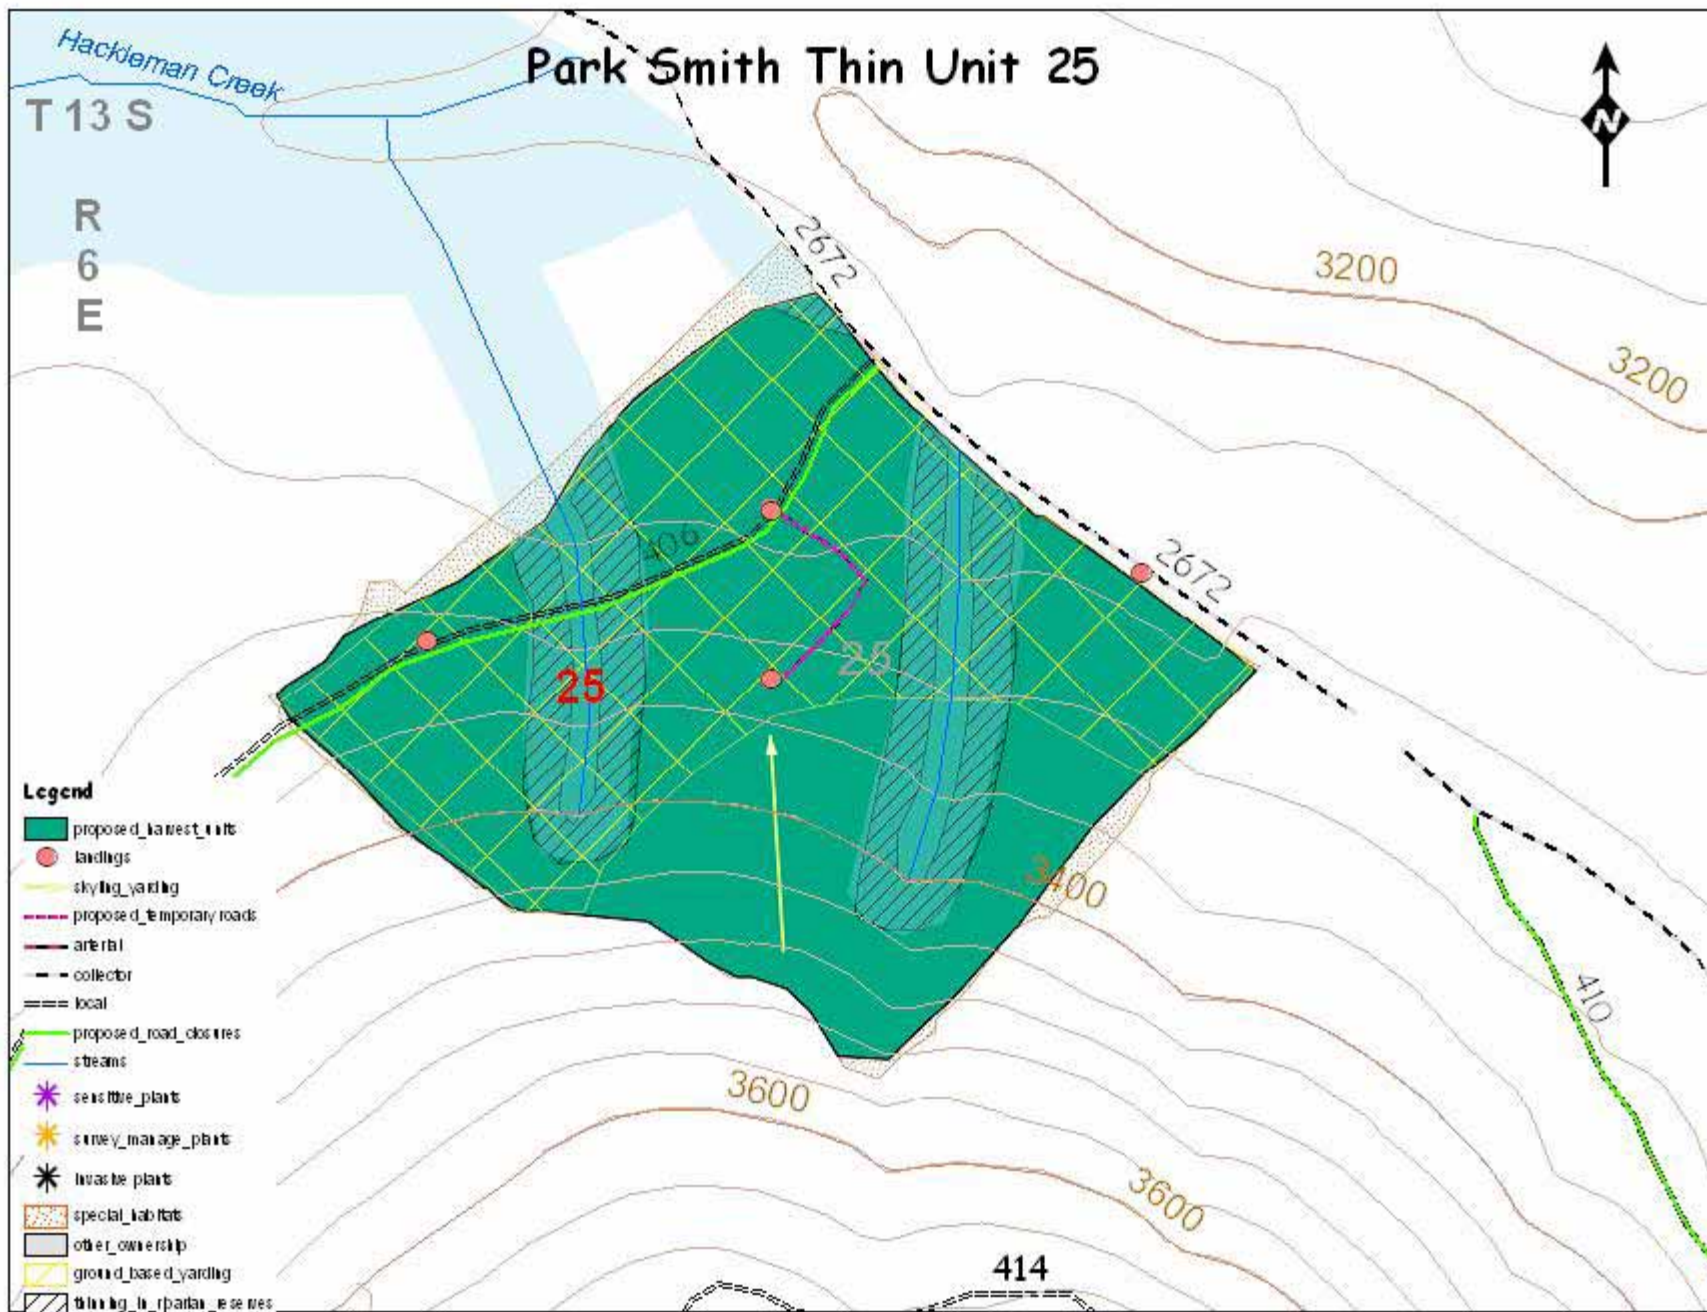 Park Smith Thin Unit 25
Hackleman Creek
T 13 S
R
6
E
N
2672
3200
3200
406
2672
25
25
3400
410
3600
3600
414
Legend
proposed_harvest_units
landings
skyling_yarding
proposed_temporary roads
arterial
collector
local
proposed_road_closures
streams
sensitive_plants
survey_manage_plants
invasive plants
special_habitats
other_ownership
ground_based_yarding
thinning_in_riparian_reserves